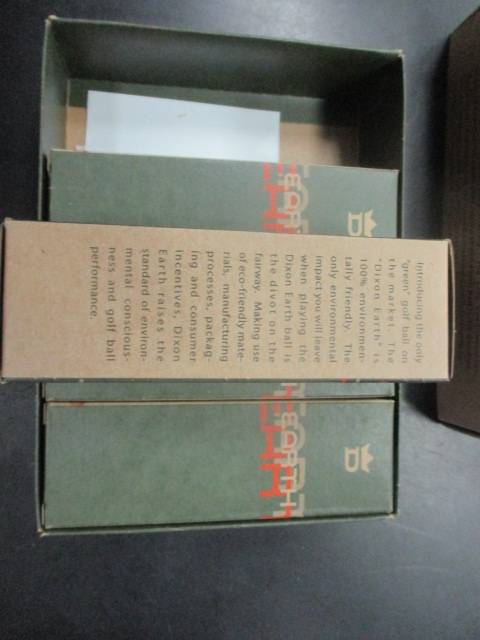 Introducing the only
"green" golf ball on
the market. The
"Dixon Earth" is
100% environmen-
tally friendly. The
only environmental
impact you will leave
when playing the
Dixon Earth ball is
the divot on the
fairway. Making use
of eco-friendly mate-
rials, manufacturing
processes, packag-
ing and consumer
incentives, Dixon
Earth raises the
standard of environ-
mental conscious-
ness and golf ball
performance.
D
EARTH
D
EARTH